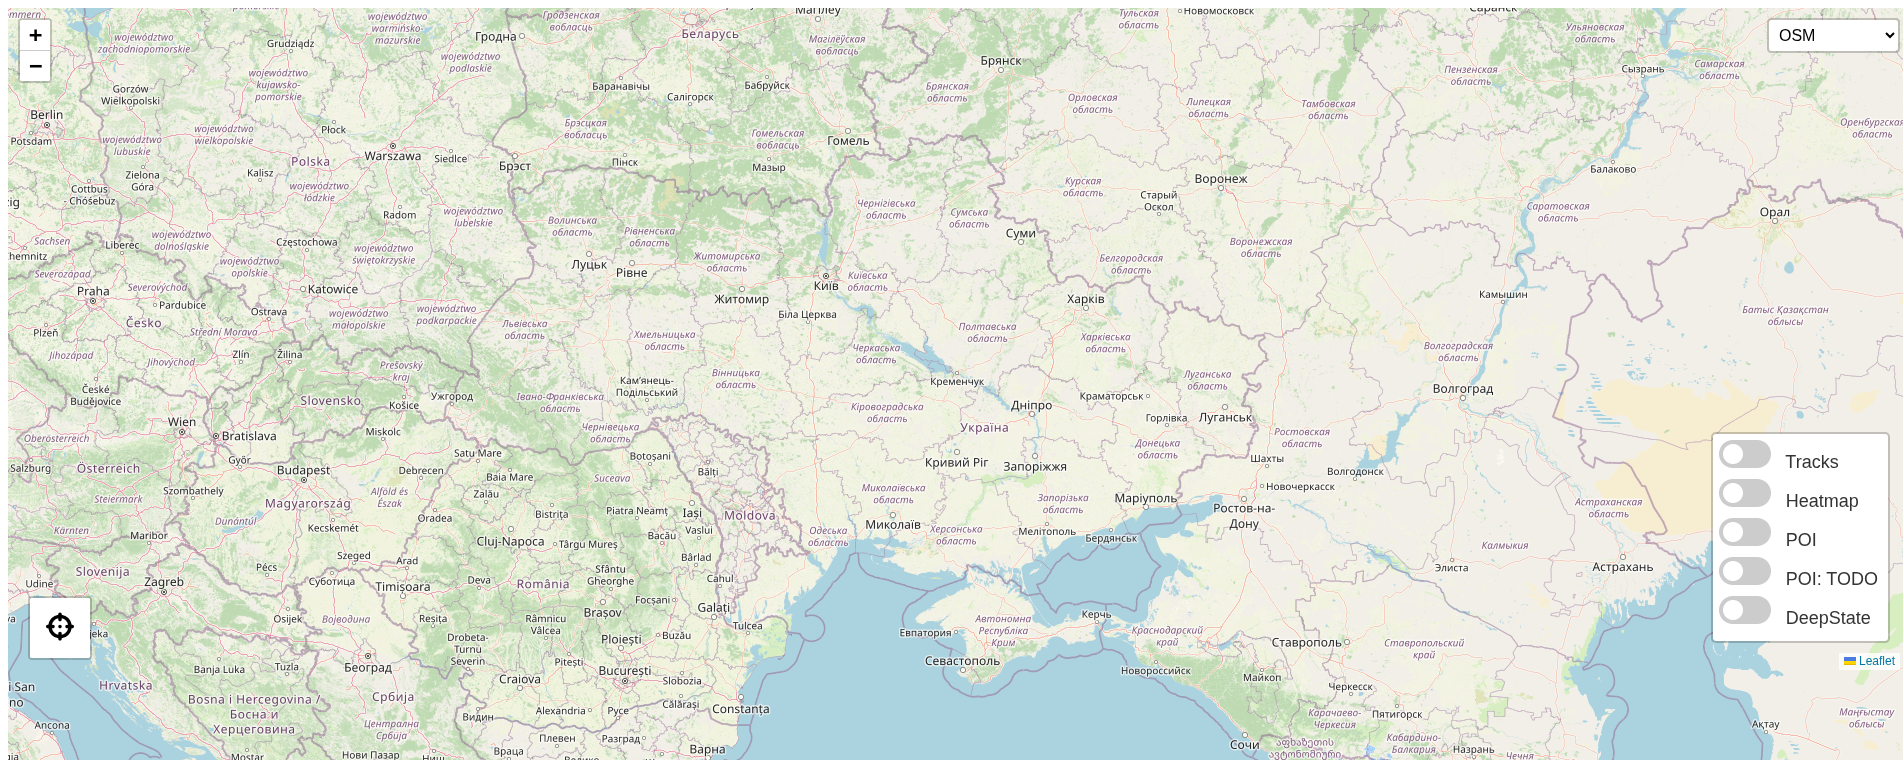 +
−
OSM
ommern
województwo
zachodniopomorskie
Grudziądz
województwo
warmińsko-
mazurskie
Гродна
Гродзенская
вобласць
Беларусь
Магілёў
Магілёўская
вобласць
Тульская
область
Новомосковск
Саранск
Ульяновская
область
Сызрань
Самарская
область
Gorzów
Wielkopolski
województwo
kujawsko-
pomorskie
województwo
podlaskie
Баранавічы
Салігорск
Бабруйск
Брянск
Брянская
область
Орловская
область
Липецкая
область
Тамбовская
область
Пензенская
область
Оренбургская
область
Berlin
Potsdam
województwo
lubuskie
województwo
wielkopolskie
Płock
Warszawa
Siedlce
Polska
Kalisz
Брэсцкая
вобласць
Брэст
Пінск
Гомельская
вобласць
Мазыр
Гомель
Балаково
Zielona
Góra
Cottbus
- Chóśebuz
województwo
łódzkie
Radom
województwo
lubelskie
Волинська
область
Рівненська
область
Чернігівська
область
Сумська
область
Суми
Курская
область
Старый
Оскол
Воронеж
Воронежская
область
Саратовская
область
Орал
zig
Sachsen
hemnitz
Liberec
województwo
dolnośląskie
Częstochowa
województwo
świętokrzyskie
województwo
opolskie
Луцьк
Рівне
Житомирська
область
Київ
Київська
область
Белгородская
область
Severozápad
Praha
Severovýchod
Pardubice
Katowice
Ostrava
województwo
małopolskie
województwo
podkarpackie
Житомир
Біла Церква
Харків
Камышин
Батыс Қазақстан
облысы
Plzeň
Česko
Střední Morava
Львівська
область
Хмельницька
область
Полтавська
область
Черкаська
область
Харківська
область
Волгоградская
область
Jihozápad
Jihovýchod
Zlín
Žilina
Prešovský
kraj
České
Budějovice
Slovensko
Košice
Ужгород
Івано-Франківська
область
Кам'янець-
Подільський
Вінницька
область
Кременчук
Луганська
область
Волгоград
Кіровоградська
область
Дніпро
Краматорськ
Горлівка
Луганськ
Україна
Wien
Bratislava
Miskolc
Чернівецька
область
Донецька
область
Ростовская
область
Oberösterreich
Salzburg
Österreich
Győr
Budapest
Debrecen
Satu Mare
Botoșani
Bălți
Кривий Ріг
Запоріжжя
Шахты
Волгодонск
Tracks
Steiermark
Szombathely
Magyarország
Alföld és
Észak
Baia Mare
Zalău
Suceava
Миколаївська
область
Запорізька
область
Маріуполь
Новочеркасск
Heatmap
Kärnten
Maribor
Dunántúl
Kecskemét
Oradea
Bistrița
Piatra Neamț
Iași
Moldova
Vaslui
Одеська
область
Миколаїв
Херсонська
область
Мелітополь
Бердянськ
Ростов-на-
Дону
Астраханская
область
POI
Slovenija
Szeged
Arad
Cluj-Napoca
Târgu Mureș
Bacău
Bârlad
Калмыкия
Элиста
Астрахань
POI: TODO
Udine
Zagreb
Pécs
Суботица
Timișoara
Deva
România
Sfântu
Gheorghe
Cahul
DeepState
Osijek
Војводина
Reșița
Râmnicu
Vâlcea
Brașov
Focșani
Galați
Tulcea
Автономна
Республіка
Крим
Керчь
Євпаторія
Краснодарский
край
Ставрополь
Ставропольский
край
Leaflet
Banja Luka
Tuzla
Београд
Drobeta-
Turnu
Severin
Ploiești
Buzău
Pitești
București
Slobozia
Севастополь
Новороссийск
Майкоп
Черкесск
Hrvatska
Bosna i Hercegovina /
Босна и
Херцеговина
Србија
Craiova
Călărași
Constanța
Карачаево-
Черкесия
Пятигорск
Маңғыстау
облысы
Ancona
Централна
Србија
Видин
Alexandria
Русе
Сочи
Кабардино-
Балкария
Назрань
Ақтау
Mostar
Нови Пазар
Ниш
Враца
Плевен
Разград
Варна
Чечня